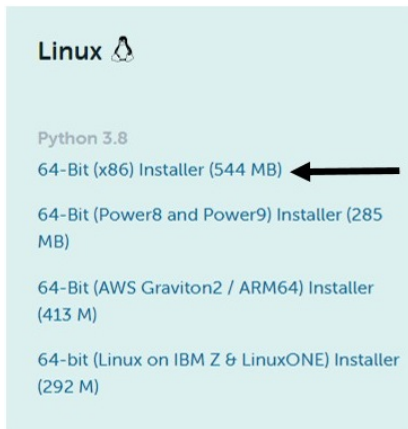 Linux
Python 3.8
64-Bit (x86) Installer (544 MB)
64-Bit (Power8 and Power9) Installer (285
MB)
64-Bit (AWS Graviton2 / ARM64) Installer
(413 M)
64-bit (Linux on IBM Z & LinuxONE) Installer
(292 M)